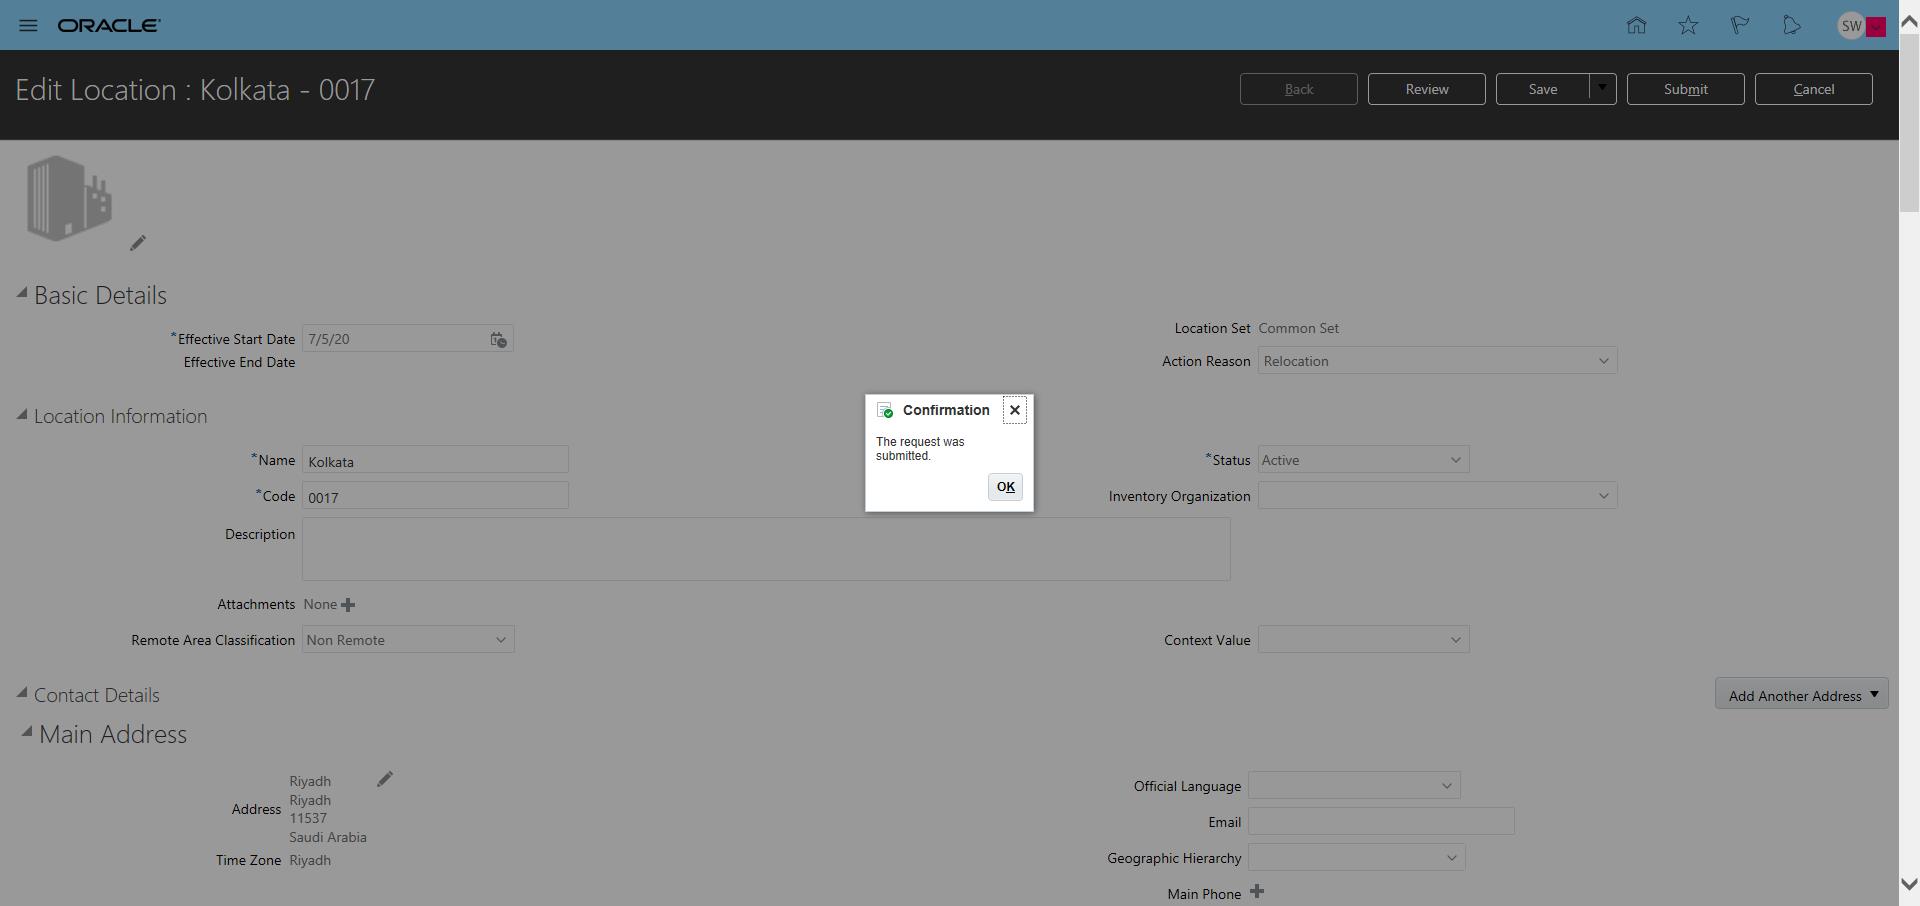 ORACLE
SW
Edit Location : Kolkata - 0017
Back
Review
Save
Submit
Cancel
Basic Details
*Effective Start Date 7/5/20
Effective End Date
Location Set Common Set
Action Reason Relocation
Location Information
*Name Kolkata
*Code 0017
Description
Attachments None
Remote Area Classification Non Remote
*Status Active
Inventory Organization
Context Value
Confirmation
The request was
submitted.
OK
Contact Details
Add Another Address
Main Address
Address
Riyadh
Riyadh
11537
Saudi Arabia
Time Zone Riyadh
Official Language
Email
Geographic Hierarchy
Main Phone